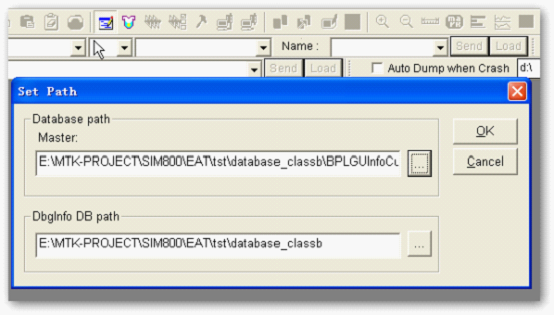 Name :
Send Load
Send Load
Auto Dump when Crash d:\
Set Path
Database path
Master:
E:\MTK-PROJECT\SIM800\EAT\tst\database_classb\BPLGUInfoCu
...
OK
Cancel
DbgInfo DB path
E:\MTK-PROJECT\SIM800\EAT\tst\database_classb
...